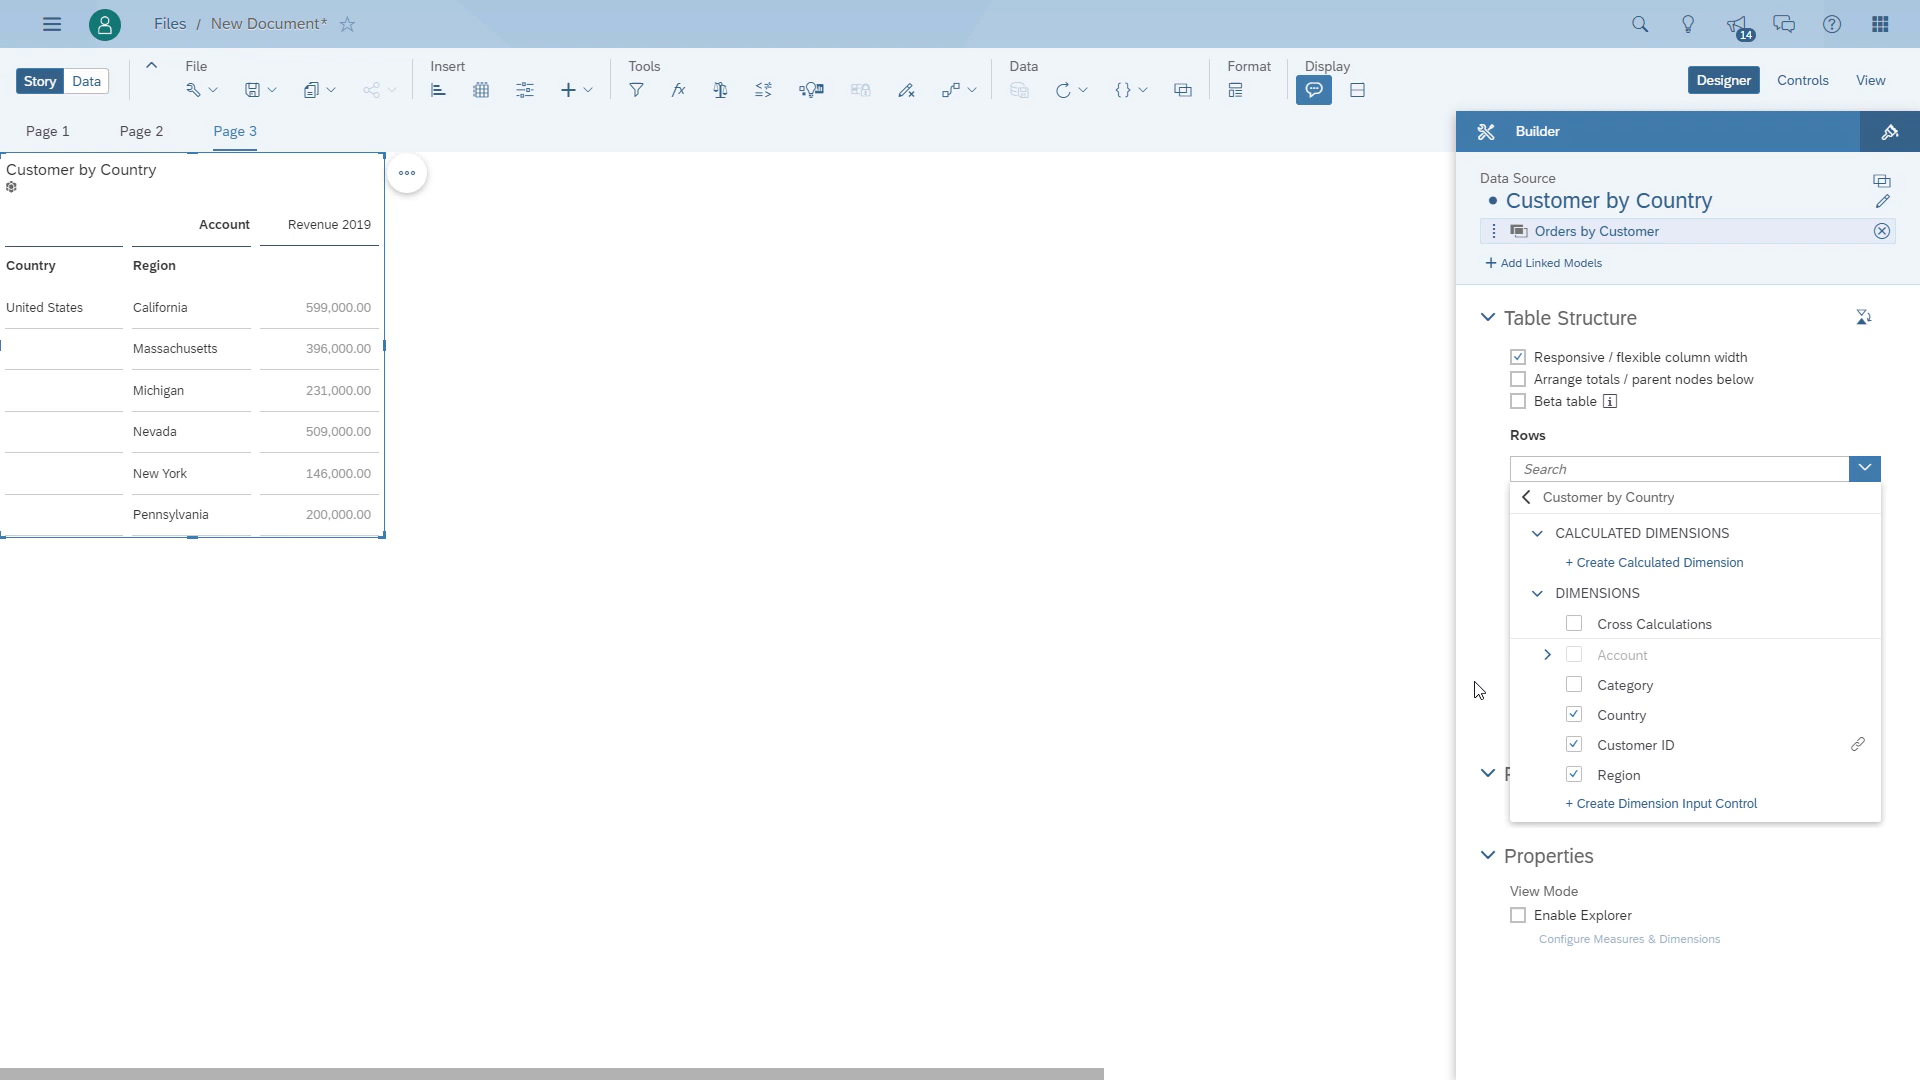 Files / New Document*
14
Story Data
File
Insert
Tools
Data
Format
Display
Designer Controls View
Page 1 Page 2 Page 3
Customer by Country
Account Revenue 2019
Country Region
United States California 599,000.00
Massachusetts 396,000.00
Michigan 231,000.00
Nevada 509,000.00
New York 146,000.00
Pennsylvania 200,000.00
Builder
Data Source
Customer by Country
Orders by Customer
+ Add Linked Models
Table Structure
Responsive / flexible column width
Arrange totals / parent nodes below
Beta table
Rows
Search
Customer by Country
CALCULATED DIMENSIONS
+ Create Calculated Dimension
DIMENSIONS
Cross Calculations
Account
Category
Country
Customer ID
Region
+ Create Dimension Input Control
Properties
View Mode
Enable Explorer
Configure Measures & Dimensions